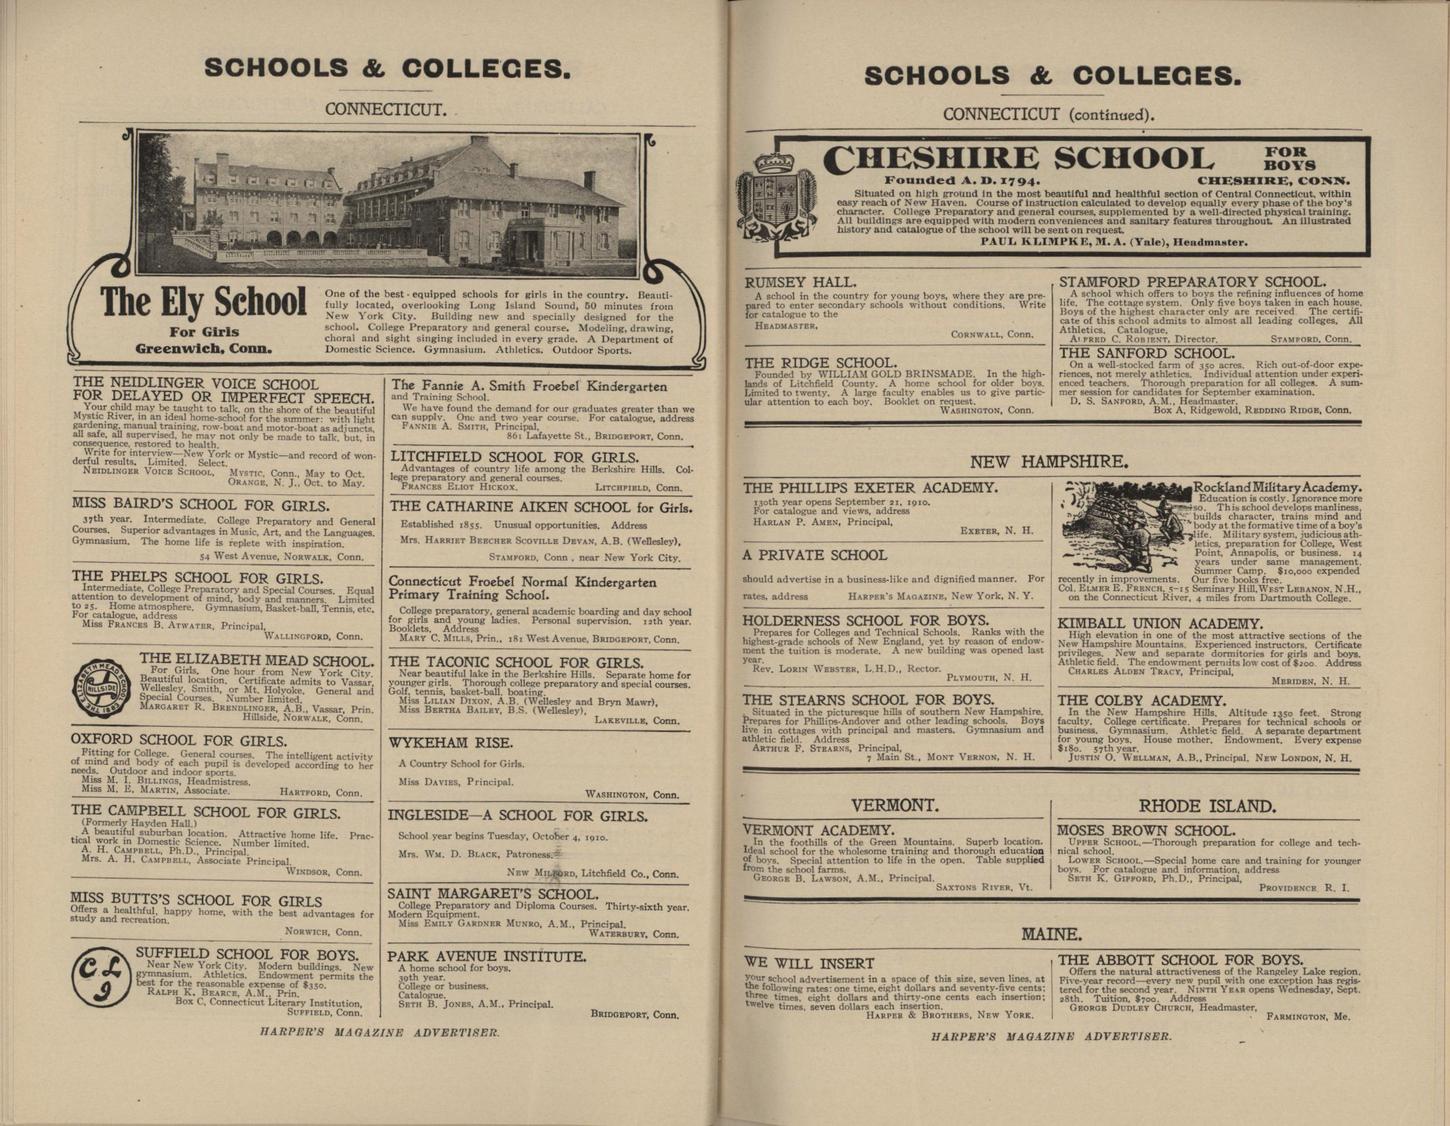 SCHOOLS & COLLEGES.
CONNECTICUT.
The Ely School
For Girls
Greenwich, Conn.
One of the best-equipped schools for girls in the country. Beauti-
fully located, overlooking Long Island Sound, 50 minutes from
New York City. Building new and specially designed for the
school. College Preparatory and general course. Modeling, drawing,
choral and sight singing included in every grade. A Department of
Domestic Science. Gymnasium. Athletics. Outdoor Sports.
THE NEIDLINGER VOICE SCHOOL
FOR DELAYED OR IMPERFECT SPEECH.
Your child may be taught to talk, on the shore of the beautiful
Mystic River, in an ideal home-school for the summer: with light
gardening, manual training, row-boat and motor-boat as adjuncts,
all safe, all supervised, he may not only be made to talk, but, in
consequence, restored to health.
Write for interview—New York or Mystic—and record of won-
derful results. Limited. Select.
NEIDLINGER VOICE SCHOOL, MYSTIC, Conn., May to Oct.
ORANGE, N. J., Oct. to May.
MISS BAIRD'S SCHOOL FOR GIRLS.
37th year. Intermediate, College Preparatory and General
Courses. Superior advantages in Music, Art, and the Languages.
Gymnasium. The home life is replete with inspiration.
54 West Avenue, NORWALK, Conn.
THE PHELPS SCHOOL FOR GIRLS.
Intermediate, College Preparatory and Special Courses. Equal
attention to development of mind, body and manners. Limited
to 25. Home atmosphere. Gymnasium, Basket-ball, Tennis, etc.
For catalogue, address
Miss FRANCES B. ATWATER, Principal,
WALLINGFORD, Conn.
ELIZABETH MEAD SCHOOL
HILLSIDE
THE ELIZABETH MEAD SCHOOL.
For Girls. One hour from New York City.
Beautiful location. Certificate admits to Vassar,
Wellesley, Smith, or Mt. Holyoke. General and
Special Courses. Number limited.
MARGARET R. BRENDLINGER, A.B., Vassar, Prin.
Hillside, NORWALK, Conn.
OXFORD SCHOOL FOR GIRLS.
Fitting for College. General courses. The intelligent activity
of mind and body of each pupil is developed according to her
needs. Outdoor and indoor sports.
Miss M. I. BILLINGS, Headmistress.
Miss M. E. MARTIN, Associate. HARTFORD, Conn.
THE CAMPBELL SCHOOL FOR GIRLS.
(Formerly Hayden Hall.)
A beautiful suburban location. Attractive home life. Prac-
tical work in Domestic Science. Number limited.
A. H. CAMPBELL, Ph.D., Principal,
Mrs. A. H. CAMPBELL, Associate Principal.
WINDSOR, Conn.
MISS BUTTS'S SCHOOL FOR GIRLS
Offers a healthful, happy home, with the best advantages for
study and recreation.
NORWICH, Conn.
C L I
SUFFIELD SCHOOL FOR BOYS.
Near New York City. Modern buildings. New
gymnasium. Athletics. Endowment permits the
best for the reasonable expense of $350.
RALPH K. BEARCE, A.M., Prin.
Box C, Connecticut Literary Institution,
SUFFIELD, Conn.
The Fannie A. Smith Froebel Kindergarten
and Training School.
We have found the demand for our graduates greater than we
can supply. One and two year course. For catalogue, address
FANNIE A. SMITH, Principal,
861 Lafayette St., BRIDGEPORT, Conn.
LITCHFIELD SCHOOL FOR GIRLS.
Advantages of country life among the Berkshire Hills. Col-
lege preparatory and general courses.
FRANCES ELIOT HICKOX. LITCHFIELD, Conn.
THE CATHARINE AIKEN SCHOOL for Girls.
Established 1855. Unusual opportunities. Address
Mrs. HARRIET BEECHER SCOVILLE DEVAN, A.B. (Wellesley),
STAMFORD, Conn., near New York City.
Connecticut Froebel Normal Kindergarten
Primary Training School.
College preparatory, general academic boarding and day school
for girls and young ladies. Personal supervision. 12th year.
Booklets. Address
MARY C. MILLS, Prin., 181 West Avenue, BRIDGEPORT, Conn.
THE TACONIC SCHOOL FOR GIRLS.
Near beautiful lake in the Berkshire Hills. Separate home for
younger girls. Thorough college preparatory and special courses.
Golf, tennis, basket-ball, boating.
Miss LILIAN DIXON, A.B. (Wellesley and Bryn Mawr),
Miss BERTHA BAILEY, B.S. (Wellesley),
LAKEVILLE, Conn.
WYKEHAM RISE.
A Country School for Girls.
Miss DAVIES, Principal.
WASHINGTON, Conn.
INGLESIDE—A SCHOOL FOR GIRLS.
School year begins Tuesday, October 4, 1910.
Mrs. WM. D. BLACK, Patroness.
NEW MILFORD, Litchfield Co., Conn.
SAINT MARGARET'S SCHOOL.
College Preparatory and Diploma Courses. Thirty-sixth year.
Modern Equipment.
Miss EMILY GARDNER MUNRO, A.M., Principal.
WATERBURY, Conn.
PARK AVENUE INSTITUTE.
A home school for boys.
39th year.
College or business.
Catalogue.
SETH B. JONES, A.M., Principal.
BRIDGEPORT, Conn.
HARPER'S MAGAZINE ADVERTISER.
SCHOOLS & COLLEGES.
CONNECTICUT (continued).
CHESHIRE SCHOOL FOR BOYS
Founded A. D. 1794. CHESHIRE, CONN.
Situated on high ground in the most beautiful and healthful section of Central Connecticut, within
easy reach of New Haven. Course of instruction calculated to develop equally every phase of the boy's
character. College Preparatory and general courses, supplemented by a well-directed physical training.
All buildings are equipped with modern conveniences and sanitary features throughout. An illustrated
history and catalogue of the school will be sent on request.
PAUL KLIMPKE, M.A. (Yale), Headmaster.
RUMSEY HALL.
A school in the country for young boys, where they are pre-
pared to enter secondary schools without conditions. Write
for catalogue to the
HEADMASTER,
CORNWALL, Conn.
THE RIDGE SCHOOL.
Founded by WILLIAM GOLD BRINSMADE. In the high-
lands of Litchfield County. A home school for older boys.
Limited to twenty. A large faculty enables us to give partic-
ular attention to each boy. Booklet on request.
WASHINGTON, Conn.
STAMFORD PREPARATORY SCHOOL.
A school which offers to boys the refining influences of home
life. The cottage system. Only five boys taken in each house.
Boys of the highest character only are received. The certifi-
cate of this school admits to almost all leading colleges. All
Athletics. Catalogue.
ALFRED C. ROBJENT, Director. STAMFORD, Conn.
THE SANFORD SCHOOL.
On a well-stocked farm of 350 acres. Rich out-of-door expe-
riences, not merely athletics. Individual attention under experi-
enced teachers. Thorough preparation for all colleges. A sum-
mer session for candidates for September examination.
D. S. SANFORD, A.M., Headmaster.
Box A, Ridgewold, REDDING RIDGE, Conn.
NEW HAMPSHIRE.
THE PHILLIPS EXETER ACADEMY.
130th year opens September 21, 1910.
For catalogue and views, address
HARLAN P. AMEN, Principal,
EXETER, N. H.
A PRIVATE SCHOOL
should advertise in a business-like and dignified manner. For
rates, address HARPER'S MAGAZINE, New York, N. Y.
HOLDERNESS SCHOOL FOR BOYS.
Prepares for Colleges and Technical Schools. Ranks with the
highest-grade schools of New England, yet by reason of endow-
ment the tuition is moderate. A new building was opened last
year.
Rev. LORIN WEBSTER, L.H.D., Rector.
PLYMOUTH, N. H.
THE STEARNS SCHOOL FOR BOYS.
Situated in the picturesque hills of southern New Hampshire.
Prepares for Phillips-Andover and other leading schools. Boys
live in cottages with principal and masters. Gymnasium and
athletic field. Address
ARTHUR F. STEARNS, Principal,
7 Main St., MONT VERNON, N. H.
Rockland Military Academy.
Education is costly. Ignorance more
so. This school develops manliness,
builds character, trains mind and
body at the formative time of a boy's
life. Military system, judicious ath-
letics, preparation for College, West
Point, Annapolis, or business. 14
years under same management.
Summer Camp. $10,000 expended
recently in improvements. Our five books free.
Col. ELMER E. FRENCH, 5-15 Seminary Hill, WEST LEBANON, N.H.,
on the Connecticut River, 4 miles from Dartmouth College.
KIMBALL UNION ACADEMY.
High elevation in one of the most attractive sections of the
New Hampshire Mountains. Experienced instructors. Certificate
privileges. New and separate dormitories for girls and boys.
Athletic field. The endowment permits low cost of $200. Address
CHARLES ALDEN TRACY, Principal,
MERIDEN, N. H.
THE COLBY ACADEMY.
In the New Hampshire Hills. Altitude 1350 feet. Strong
faculty. College certificate. Prepares for technical schools or
business. Gymnasium. Athletic field. A separate department
for young boys. House mother. Endowment. Every expense
$180. 57th year.
JUSTIN O. WELLMAN, A.B., Principal, NEW LONDON, N. H.
VERMONT.
VERMONT ACADEMY.
In the foothills of the Green Mountains. Superb location.
Ideal school for the wholesome training and thorough education
of boys. Special attention to life in the open. Table supplied
from the school farms.
GEORGE B. LAWSON, A.M., Principal.
SAXTONS RIVER, Vt.
RHODE ISLAND.
MOSES BROWN SCHOOL.
UPPER SCHOOL.—Thorough preparation for college and tech-
nical school.
LOWER SCHOOL.—Special home care and training for younger
boys. For catalogue and information, address
SETH K. GIFFORD, Ph.D., Principal,
PROVIDENCE R. I.
MAINE.
WE WILL INSERT
your school advertisement in a space of this size, seven lines, at
the following rates: one time, eight dollars and seventy-five cents;
three times, eight dollars and thirty-one cents each insertion;
twelve times, seven dollars each insertion.
HARPER & BROTHERS, NEW YORK.
THE ABBOTT SCHOOL FOR BOYS.
Offers the natural attractiveness of the Rangeley Lake region.
Five-year record—every new pupil with one exception has regis-
tered for the second year. NINTH YEAR opens Wednesday, Sept.
28th. Tuition, $700. Address
GEORGE DUDLEY CHURCH, Headmaster,
FARMINGTON, Me.
HARPER'S MAGAZINE ADVERTISER.